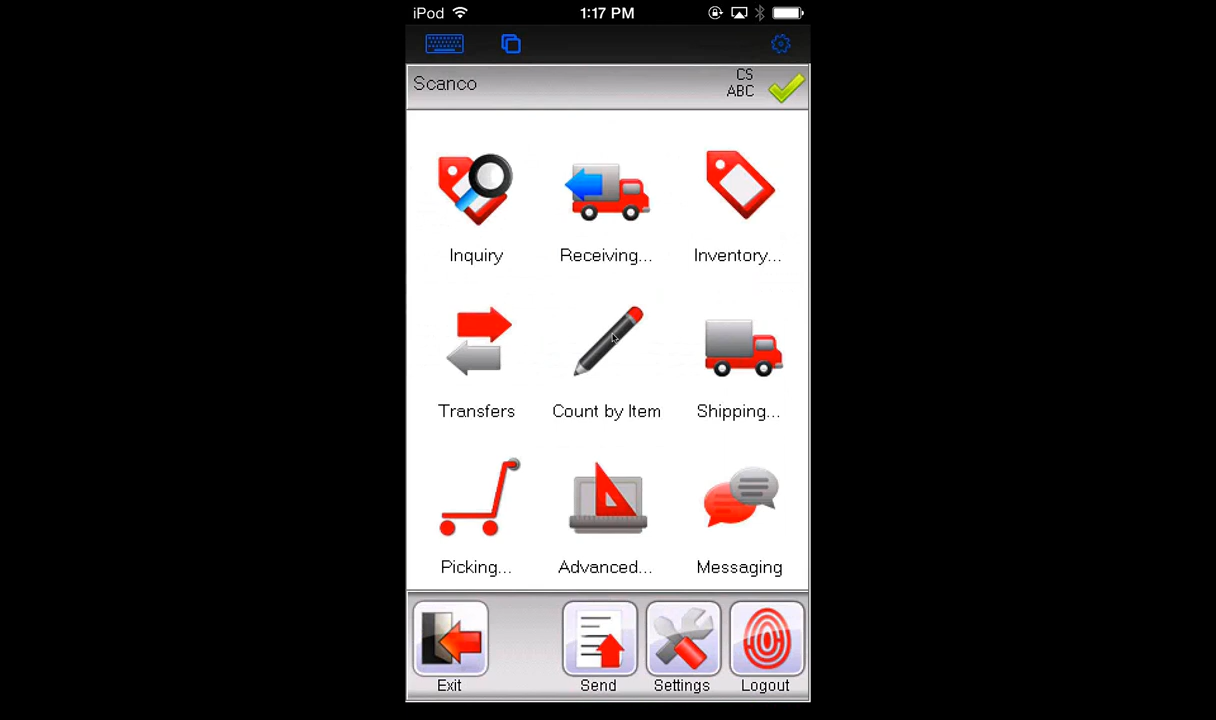 iPod 1:17 PM
Scanco
CS
ABC
Inquiry Receiving... Inventory...
Transfers Count by Item Shipping...
Picking... Advanced... Messaging
Exit Send Settings Logout